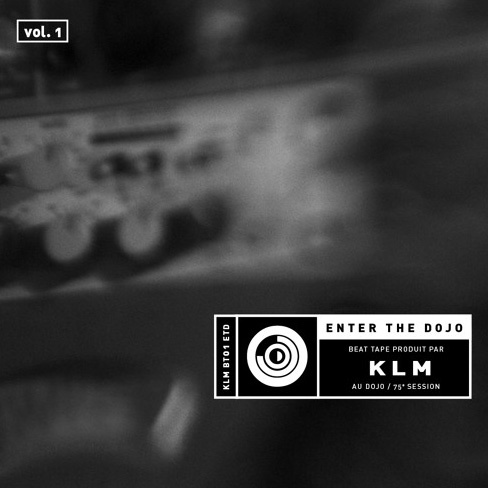 vol. 1
KLM BT01 ETD
ENTER THE DOJO
BEAT TAPE PRODUIT PAR
KLM
AU DOJO / 75* SESSION